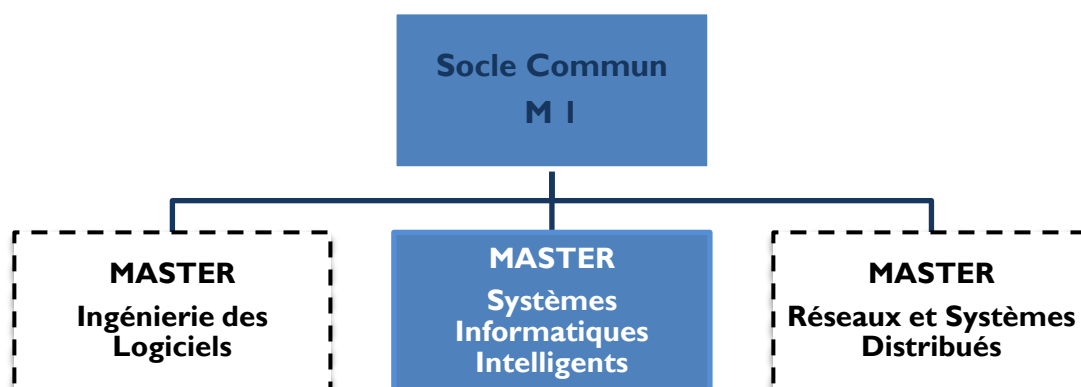 Socle Commun
M 1
MASTER
Ingénierie des
Logiciels
MASTER
Systèmes
Informatiques
Intelligents
MASTER
Réseaux et Systèmes
Distribués